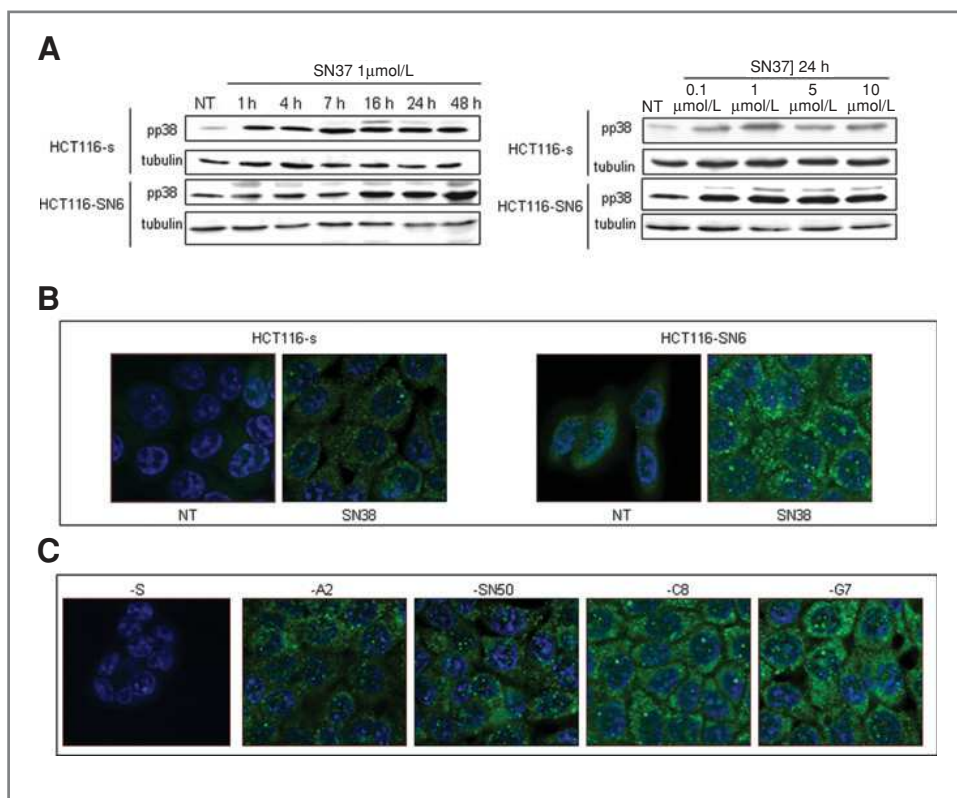 A
SN37 1μmol/L
NT 1 h 4 h 7 h 16 h 24 h 48 h
HCT116-s
pp38
tubulin
HCT116-SN6
pp38
tubulin
SN37] 24 h
NT 0.1 μmol/L 1 μmol/L 5 μmol/L 10 μmol/L
HCT116-s
pp38
tubulin
HCT116-SN6
pp38
tubulin
B
HCT116-s HCT116-SN6
NT SN38 NT SN38
C
-S -A2 -SN50 -C8 -G7